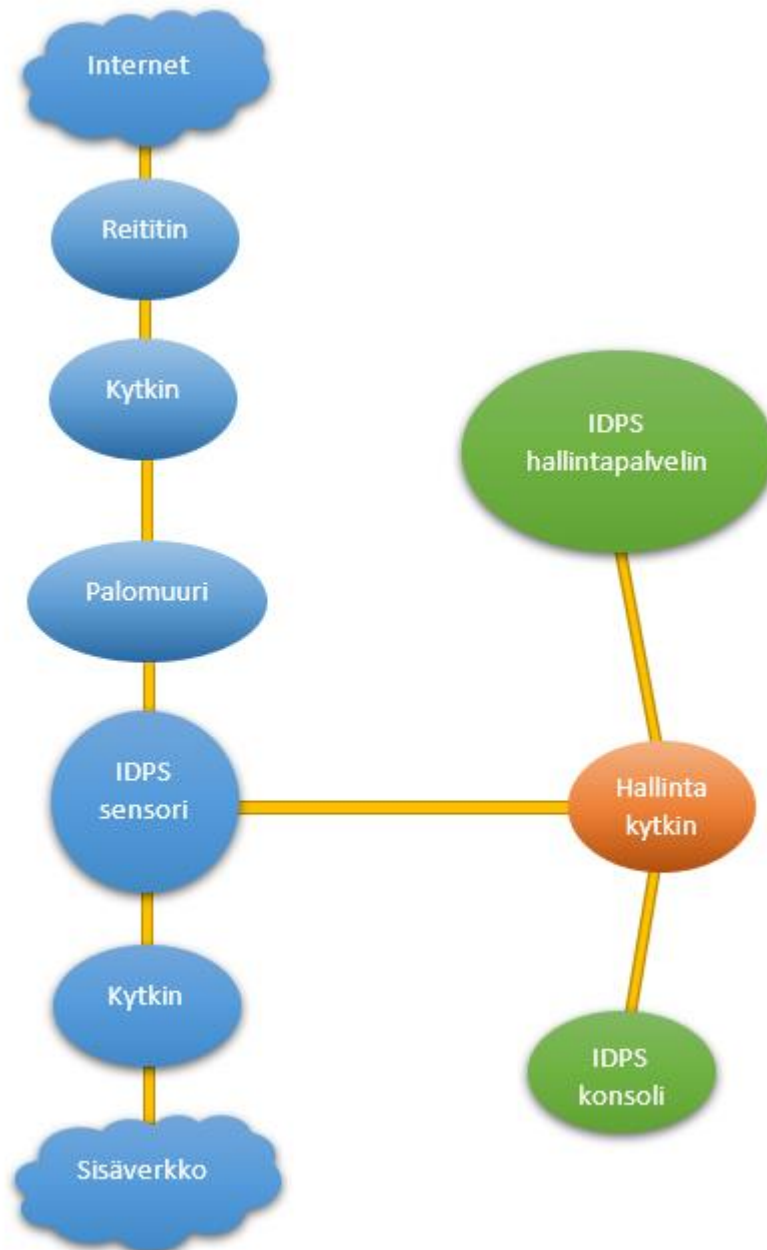 Internet
Reititin
Kytkin
Palomuuri
IDPS
sensori
Kytkin
Sisäverkko
IDPS
hallintapalvelin
Hallinta
kytkin
IDPS
konsoli